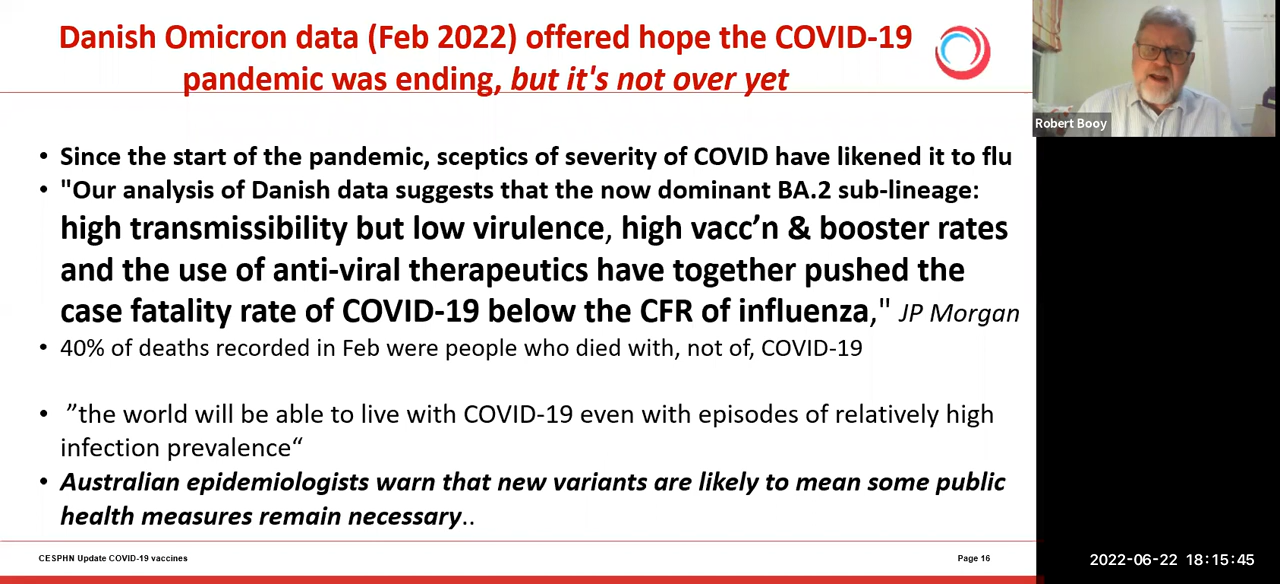 Danish Omicron data (Feb 2022) offered hope the COVID-19
pandemic was ending, but it's not over yet
Robert Booy
• Since the start of the pandemic, sceptics of severity of COVID have likened it to flu
• "Our analysis of Danish data suggests that the now dominant BA.2 sub-lineage:
high transmissibility but low virulence, high vacc’n & booster rates
and the use of anti-viral therapeutics have together pushed the
case fatality rate of COVID-19 below the CFR of influenza," JP Morgan
• 40% of deaths recorded in Feb were people who died with, not of, COVID-19
• ”the world will be able to live with COVID-19 even with episodes of relatively high
infection prevalence“
• Australian epidemiologists warn that new variants are likely to mean some public
health measures remain necessary..
CESPHN Update COVID-19 vaccines
Page 16
2022-06-22 18:15:45